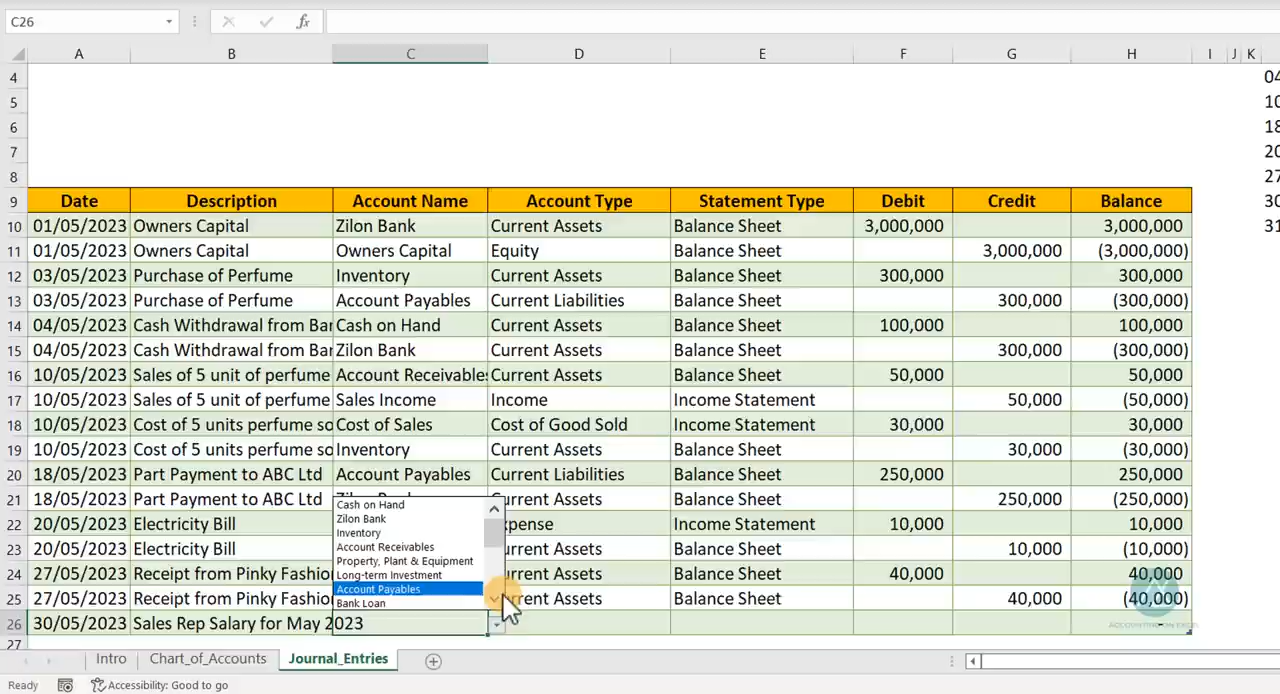 C26
fx
A B C D E F G H I J K
4 04
5 10
6 18
7 20
8 27
9 Date Description Account Name Account Type Statement Type Debit Credit Balance 30
10 01/05/2023 Owners Capital Zilon Bank Current Assets Balance Sheet 3,000,000 3,000,000 31
11 01/05/2023 Owners Capital Owners Capital Equity Balance Sheet 3,000,000 (3,000,000)
12 03/05/2023 Purchase of Perfume Inventory Current Assets Balance Sheet 300,000 300,000
13 03/05/2023 Purchase of Perfume Account Payables Current Liabilities Balance Sheet 300,000 (300,000)
14 04/05/2023 Cash Withdrawal from Bar Cash on Hand Current Assets Balance Sheet 100,000 100,000
15 04/05/2023 Cash Withdrawal from Bar Zilon Bank Current Assets Balance Sheet 300,000 (300,000)
16 10/05/2023 Sales of 5 unit of perfume Account Receivables Current Assets Balance Sheet 50,000 50,000
17 10/05/2023 Sales of 5 unit of perfume Sales Income Income Income Statement 50,000 (50,000)
18 10/05/2023 Cost of 5 units perfume so Cost of Sales Cost of Good Sold Income Statement 30,000 30,000
19 10/05/2023 Cost of 5 units perfume so Inventory Current Assets Balance Sheet 30,000 (30,000)
20 18/05/2023 Part Payment to ABC Ltd Account Payables Current Liabilities Balance Sheet 250,000 250,000
21 18/05/2023 Part Payment to ABC Ltd Current Assets Balance Sheet 250,000 (250,000)
Cash on Hand
Zilon Bank
22 20/05/2023 Electricity Bill xpense Income Statement 10,000 10,000
Inventory
Account Receivables
23 20/05/2023 Electricity Bill urrent Assets Balance Sheet 10,000 (10,000)
Property, Plant & Equipment
24 27/05/2023 Receipt from Pinky Fashior urrent Assets Balance Sheet 40,000 40,000
Long-term Investment
Account Payables
25 27/05/2023 Receipt from Pinky Fashior rrent Assets Balance Sheet 40,000 (40,000)
Bank Loan
26 30/05/2023 Sales Rep Salary for May 2023 -
ACCOUNTING ON EXCEL
27
Intro Chart_of_Accounts Journal_Entries
Ready Accessibility: Good to go